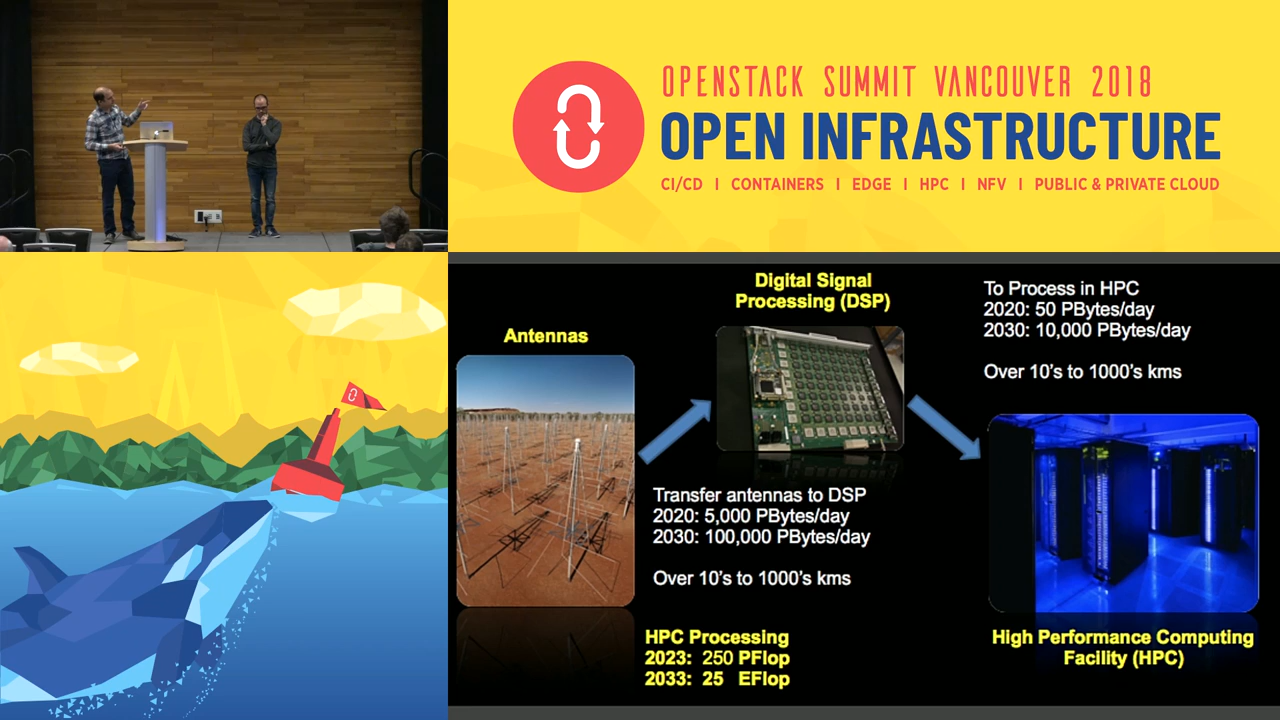 OPENSTACK SUMMIT VANCOUVER 2018
OPEN INFRASTRUCTURE
CI/CD | CONTAINERS | EDGE | HPC | NFV | PUBLIC & PRIVATE CLOUD
Antennas
Digital Signal
Processing (DSP)
To Process in HPC
2020: 50 PBytes/day
2030: 10,000 PBytes/day
Over 10's to 1000's kms
Transfer antennas to DSP
2020: 5,000 PBytes/day
2030: 100,000 PBytes/day
Over 10's to 1000's kms
HPC Processing
2023: 250 PFlop
2033: 25 EFlop
High Performance Computing
Facility (HPC)